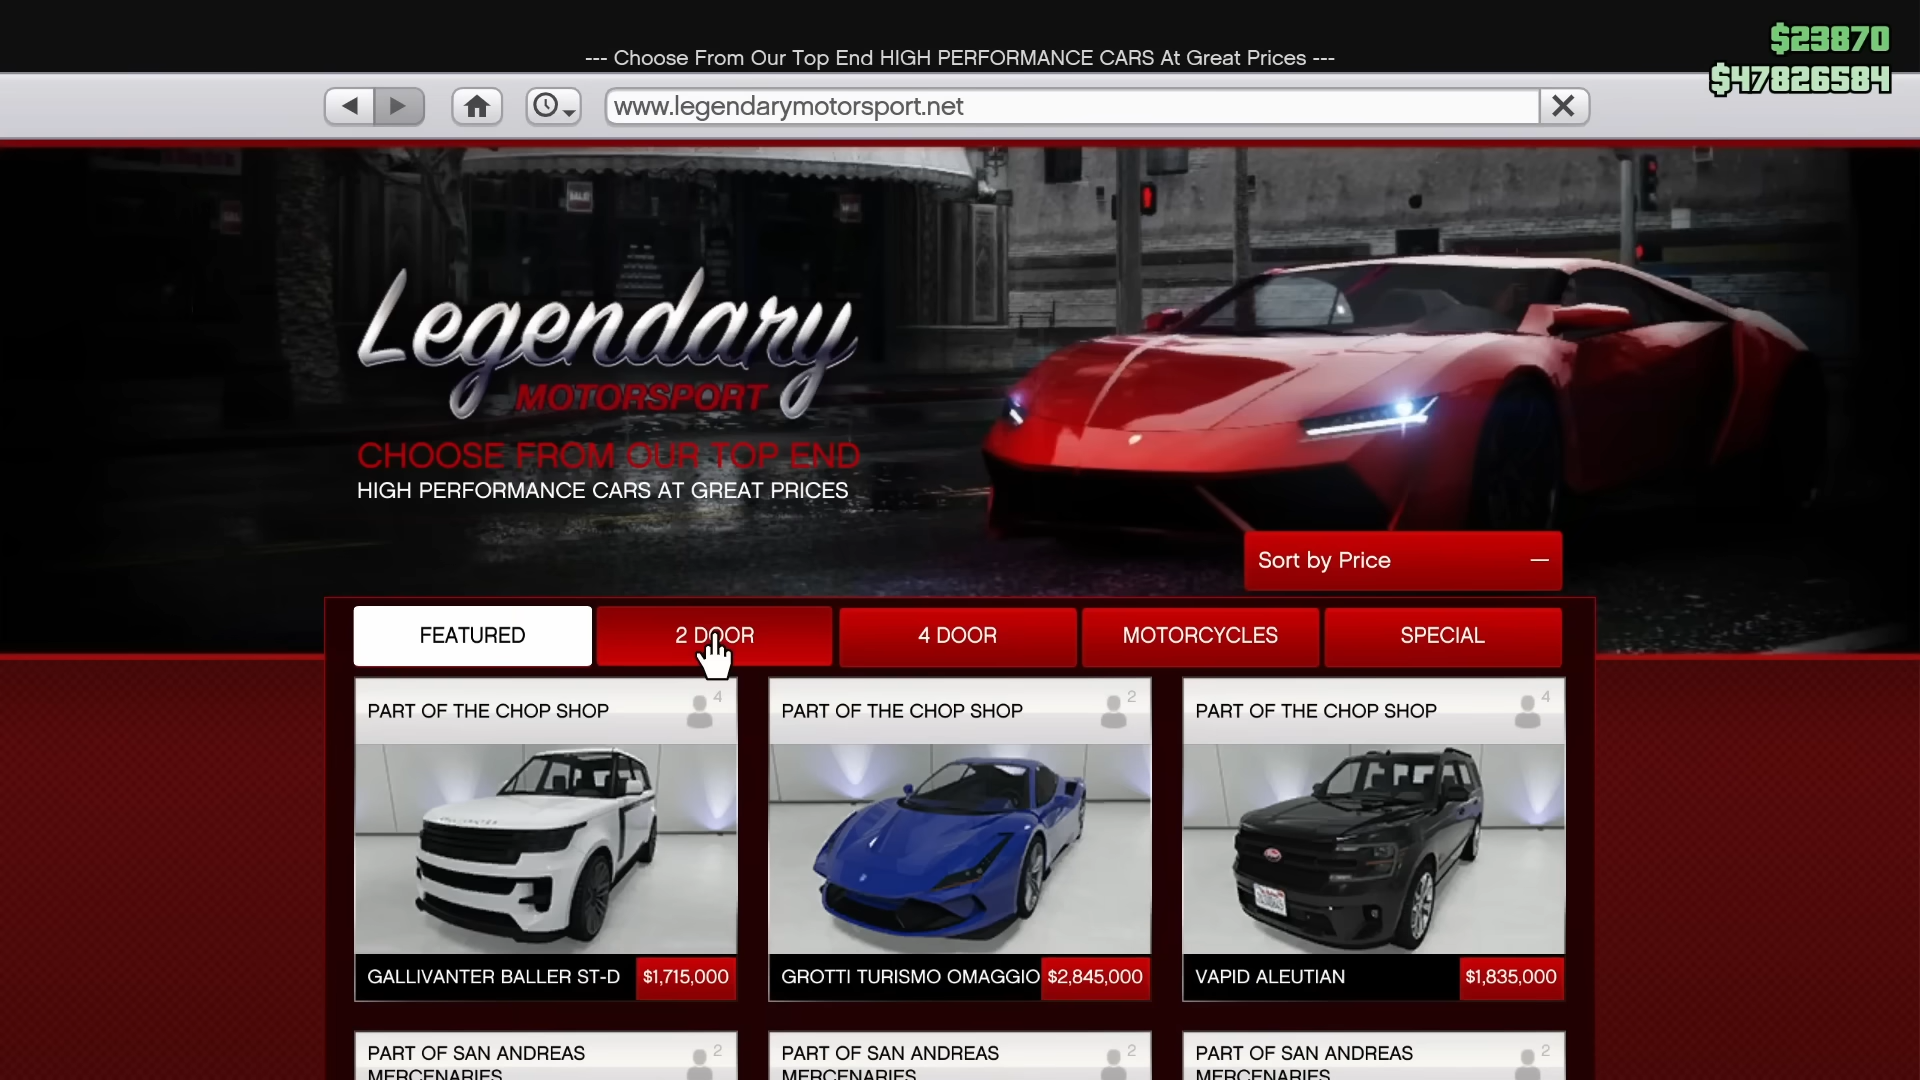 $23870
--- Choose From Our Top End HIGH PERFORMANCE CARS At Great Prices ---
$47826584
www.legendarymotorsport.net
Legendary
MOTORSPORT
CHOOSE FROM OUR TOP END
HIGH PERFORMANCE CARS AT GREAT PRICES
Sort by Price
FEATURED
2 DOOR
4 DOOR
MOTORCYCLES
SPECIAL
PART OF THE CHOP SHOP
4
PART OF THE CHOP SHOP
2
PART OF THE CHOP SHOP
4
GALLIVANTER BALLER ST-D
$1,715,000
GROTTI TURISMO OMAGGIO
$2,845,000
VAPID ALEUTIAN
$1,835,000
PART OF SAN ANDREAS
MERCENARIES
2
PART OF SAN ANDREAS
MERCENARIES
2
PART OF SAN ANDREAS
MERCENARIES
2